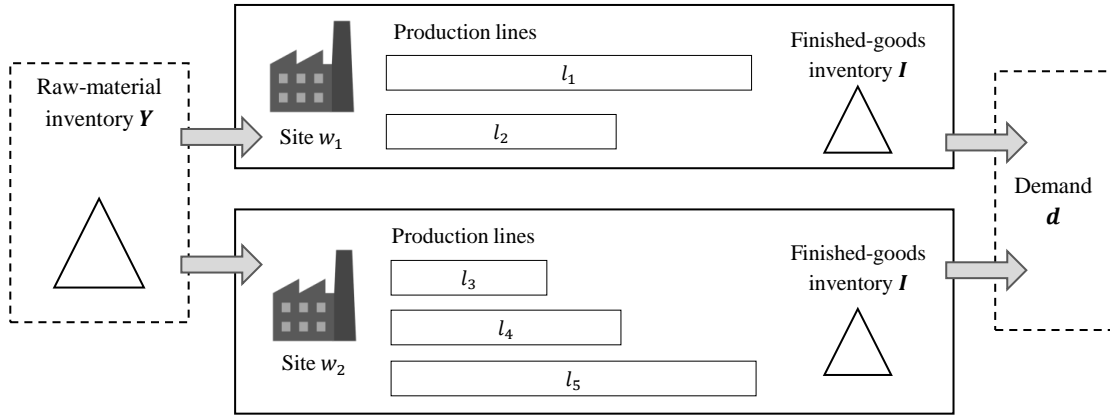 Raw-material
inventory Y
Site w₁
Production lines
l₁
l₂
Finished-goods
inventory I
Site w₂
Production lines
l₃
l₄
l₅
Finished-goods
inventory I
Demand
d